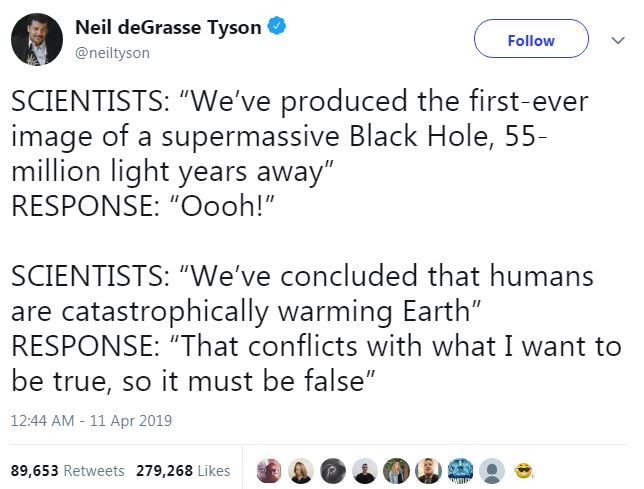 Neil deGrasse Tyson
@neiltyson
Follow
SCIENTISTS: “We’ve produced the first-ever
image of a supermassive Black Hole, 55-
million light years away”
RESPONSE: “Oooh!”
SCIENTISTS: “We’ve concluded that humans
are catastrophically warming Earth”
RESPONSE: “That conflicts with what I want to
be true, so it must be false”
12:44 AM - 11 Apr 2019
89,653 Retweets 279,268 Likes